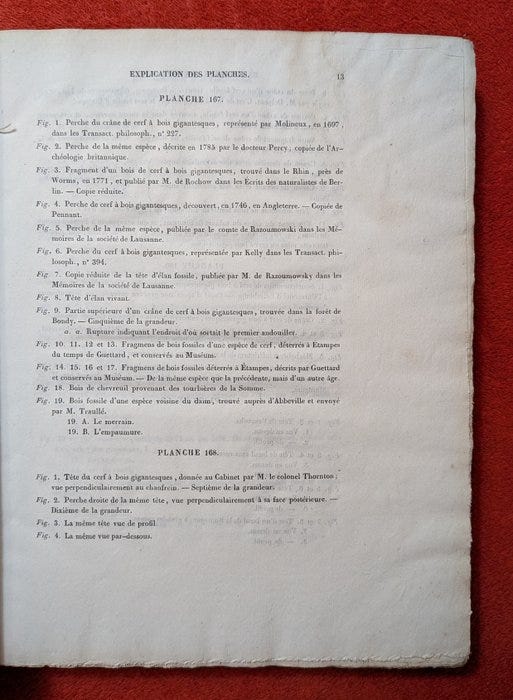 EXPLICATION DES PLANCHES. 13
PLANCHE 167.
Fig. 1. Perche du crâne de cerf à bois gigantesques, représenté par Molineux, en 1697,
dans les Transact. philosoph., n° 227.
Fig. 2. Perche de la même espèce, décrite en 1785 par le docteur Percy, copiée de l'Ar-
chéologie britannique.
Fig. 3. Fragment d'un bois de cerf à bois gigantesques, trouvé dans le Rhin, près de
Worms, en 1771, et publié par M. de Rochow dans les Écrits des naturalistes de Ber-
lin. — Copie réduite.
Fig. 4. Perche de cerf à bois gigantesques, découvert, en 1746, en Angleterre. — Copiée de
Pennant.
Fig. 5. Perche de la même espèce, publiée par le comte de Razoumowski dans les Mé-
moires de la société de Lausanne.
Fig. 6. Perche du cerf à bois gigantesques, représentée par Kelly dans les Transact. phi-
losoph., n° 394.
Fig. 7. Copie réduite de la tête d'élan fossile, publiée par M. de Razoumowsky dans les
Mémoires de la société de Lausanne.
Fig. 8. Tête d'élan vivant.
Fig. 9. Partie supérieure d'un crâne de cerf à bois gigantesques, trouvée dans la forêt de
Bondy. — Cinquième de la grandeur.
a. a. Rupture indiquant l'endroit d'où sortait le premier andouiller.
Fig. 10. 11. 12 et 13. Fragmens de bois fossiles d'une espèce de cerf, déterrés à Étampes
du temps de Guettard, et conservés au Muséum.
Fig. 14. 15. 16 et 17. Fragmens de bois fossiles déterrés à Étampes, décrits par Guettard
et conservés au Muséum. — De la même espèce que la précédente, mais d'un autre âge.
Fig. 18. Bois de chevreuil provenant des tourbières de la Somme.
Fig. 19. Bois fossile d'une espèce voisine du daim, trouvé auprès d'Abbeville et envoyé
par M. Traullé.
19. A. Le merrain.
19. B. L'empaumure.
PLANCHE 168.
Fig. 1. Tête du cerf à bois gigantesques, donnée au Cabinet par M. le colonel Thornton;
vue perpendiculairement au chanfrein. — Septième de la grandeur.
Fig. 2. Perche droite de la même tête, vue perpendiculairement à sa face postérieure. —
Dixième de la grandeur.
Fig. 3. La même tête vue de profil.
Fig. 4. La même vue par-dessous.